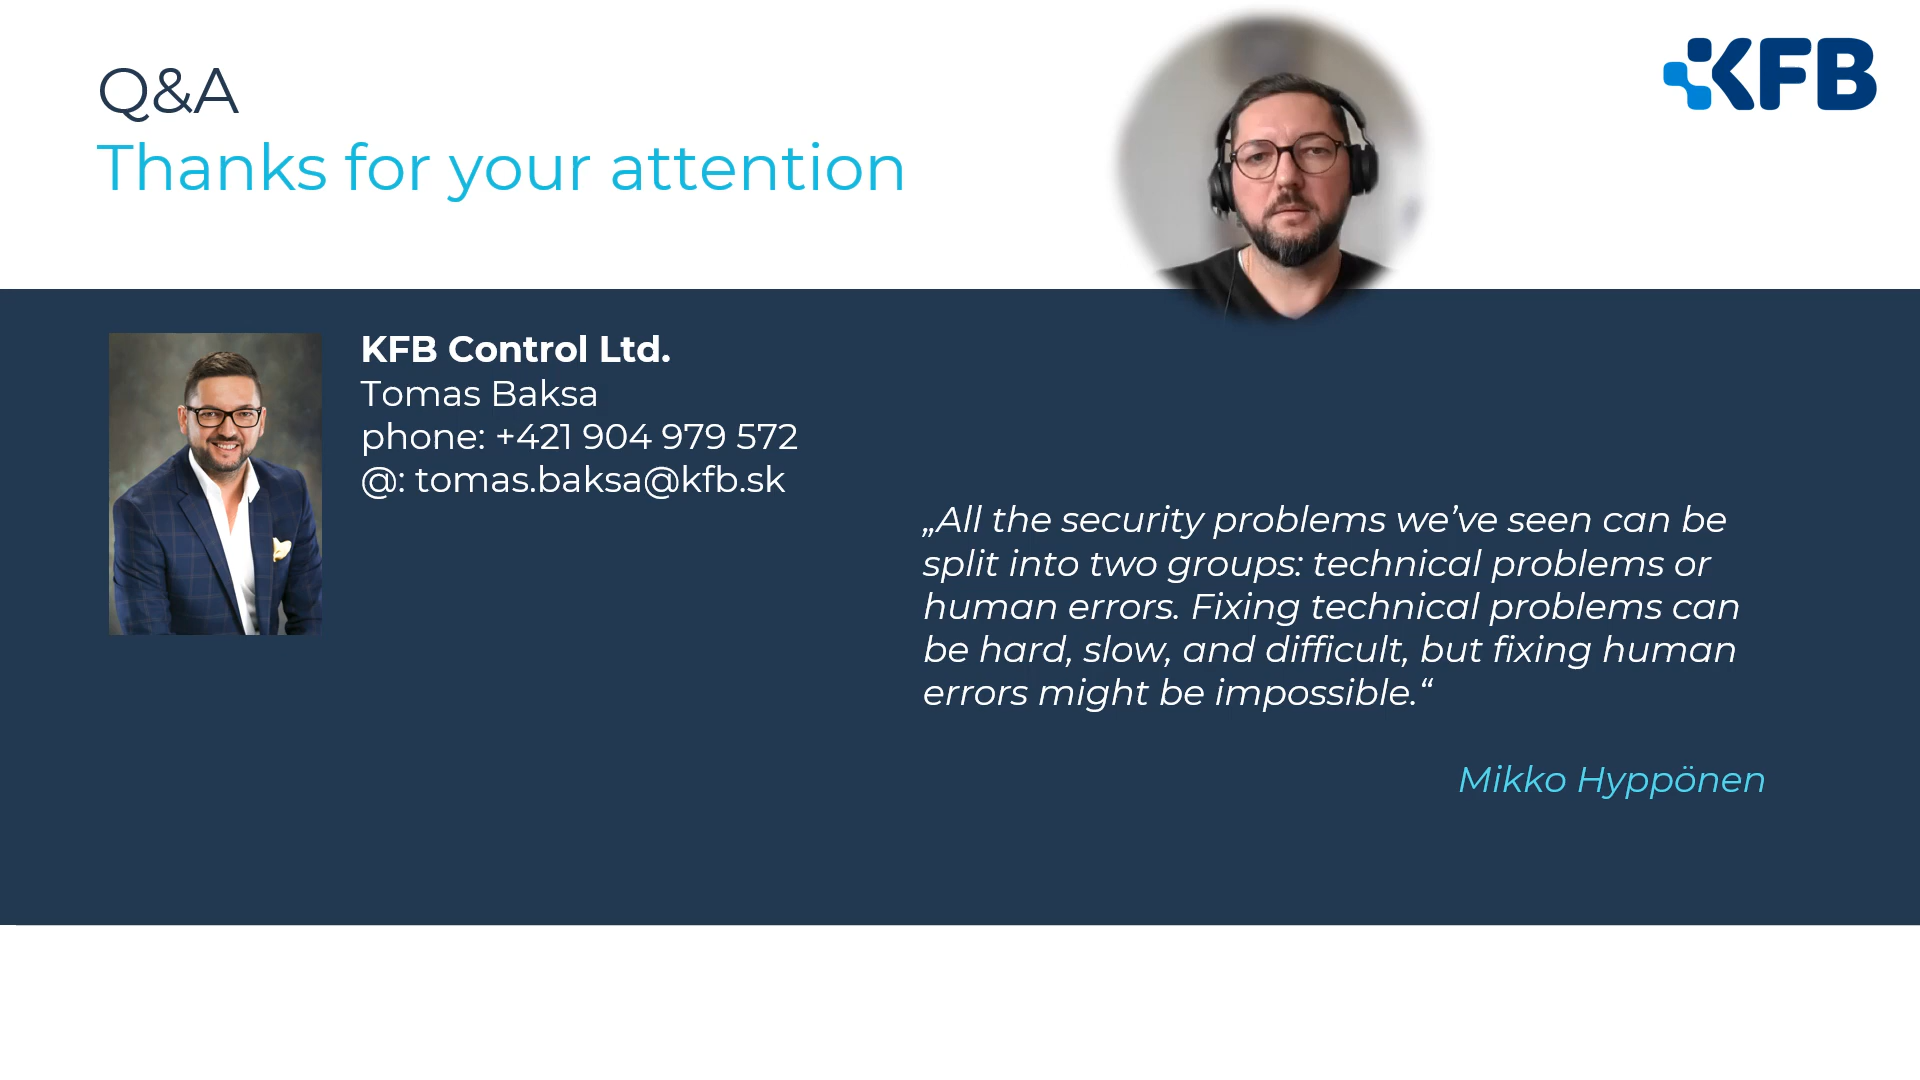 Q&A
Thanks for your attention
KFB
KFB Control Ltd.
Tomas Baksa
phone: +421 904 979 572
@: tomas.baksa@kfb.sk
„All the security problems we’ve seen can be
split into two groups: technical problems or
human errors. Fixing technical problems can
be hard, slow, and difficult, but fixing human
errors might be impossible.“
Mikko Hyppönen